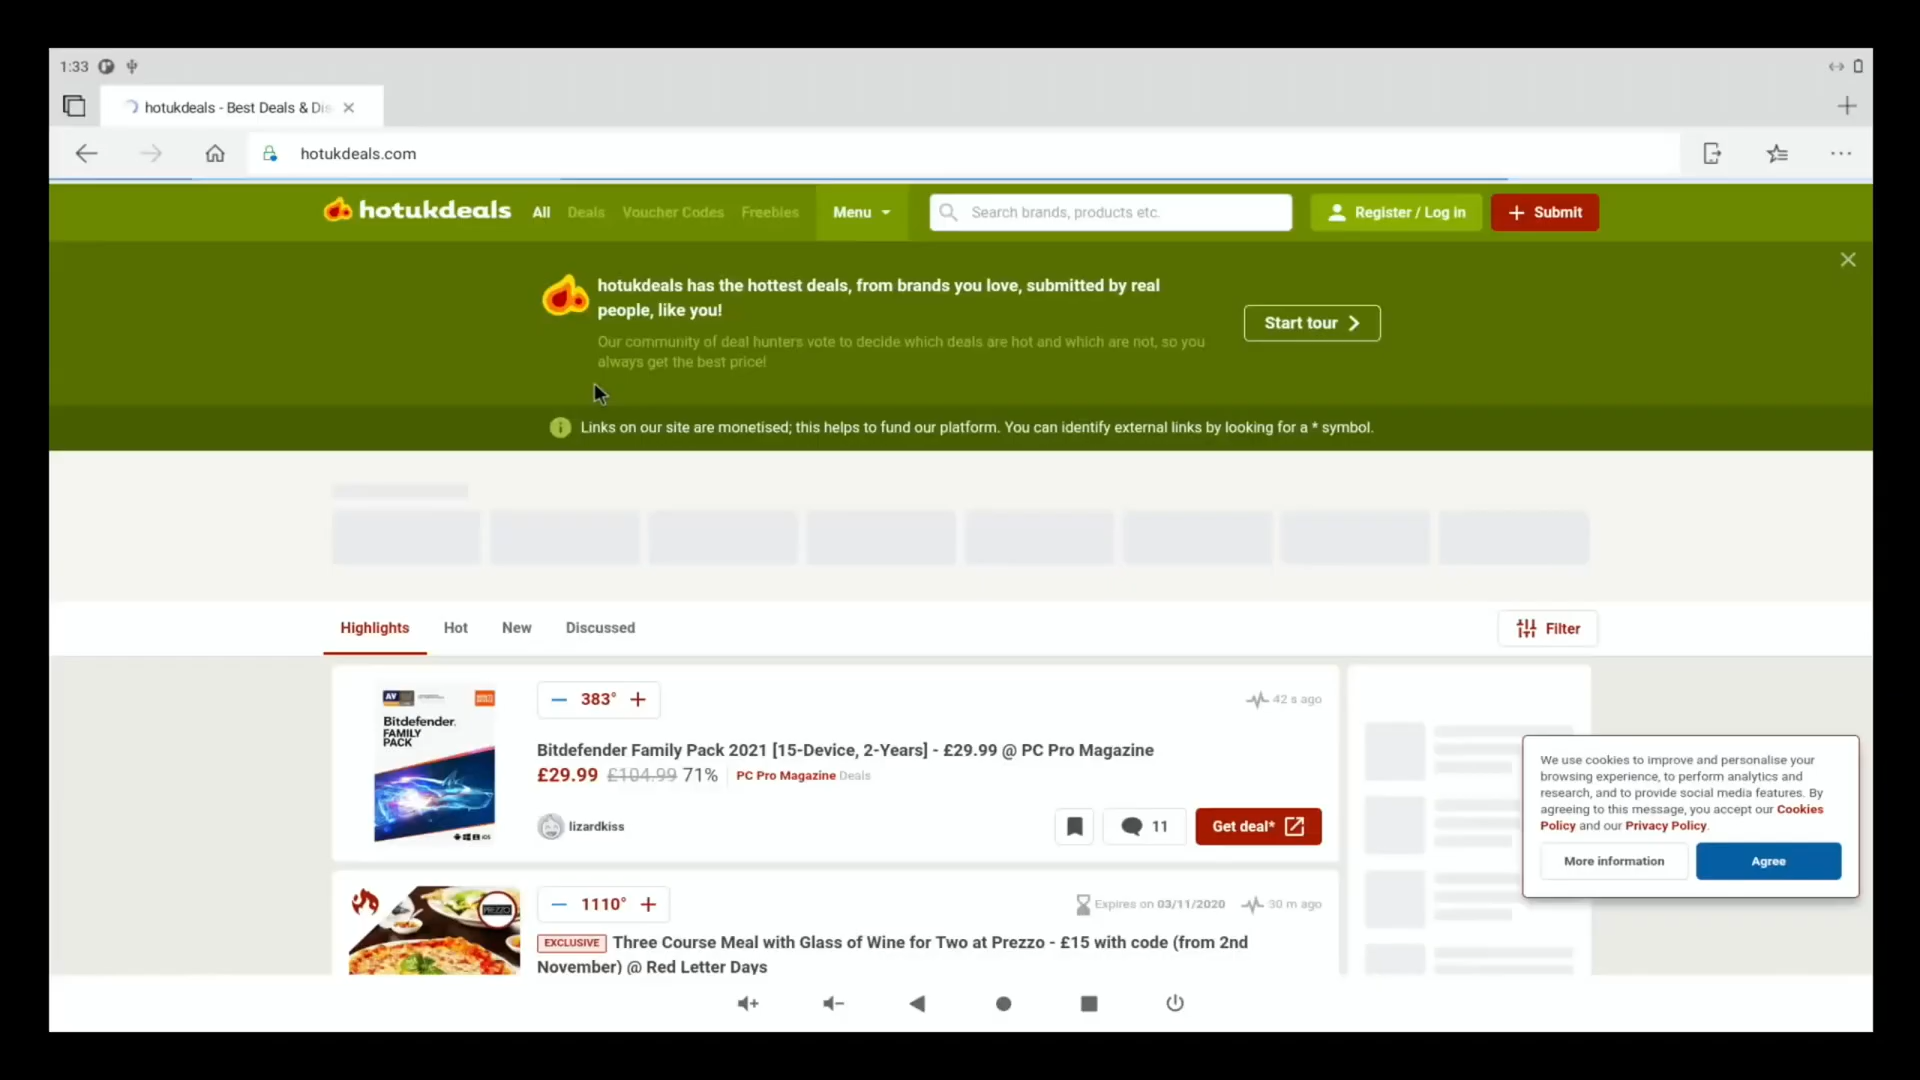 1:33
hotukdeals - Best Deals & Dis
hotukdeals.com
hotukdeals All Deals Voucher Codes Freebies Menu Search brands, products etc. Register / Log in + Submit
hotukdeals has the hottest deals, from brands you love, submitted by real
people, like you!
Start tour
Our community of deal hunters vote to decide which deals are hot and which are not, so you
always get the best price!
Links on our site are monetised; this helps to fund our platform. You can identify external links by looking for a * symbol.
Highlights Hot New Discussed Filter
AV
Bitdefender.
FAMILY
PACK
383°
42 s ago
Bitdefender Family Pack 2021 [15-Device, 2-Years] - £29.99 @ PC Pro Magazine
£29.99 £104.99 71% PC Pro Magazine Deals
lizardkiss
11
Get deal*
We use cookies to improve and personalise your
browsing experience, to perform analytics and
research, and to provide social media features. By
agreeing to this message, you accept our Cookies
Policy and our Privacy Policy.
More information Agree
PREZZO
1110°
Expires on 03/11/2020 30 m ago
EXCLUSIVE Three Course Meal with Glass of Wine for Two at Prezzo - £15 with code (from 2nd
November) @ Red Letter Days